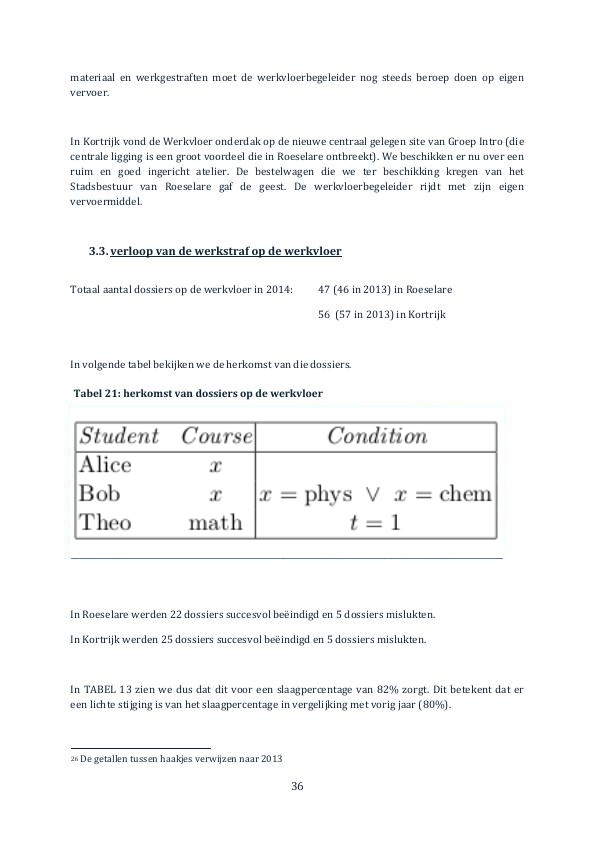 materiaal en werkgestraften moet de werkvloerbegeleider nog steeds beroep doen op eigen
vervoer.
In Kortrijk vond de Werkvloer onderdak op de nieuwe centraal gelegen site van Groep Intro (die
centrale ligging is een groot voordeel die in Roeselare ontbreekt). We beschikken er nu over een
ruim en goed ingericht atelier. De bestelwagen die we ter beschikking kregen van het
Stadsbestuur van Roeselare gaf de geest. De werkvloerbegeleider rijdt met zijn eigen
vervoermiddel.
3.3. verloop van de werkstraf op de werkvloer
Totaal aantal dossiers op de werkvloer in 2014: 47 (46 in 2013) in Roeselare
56 (57 in 2013) in Kortrijk
In volgende tabel bekijken we de herkomst van die dossiers.
Tabel 21: herkomst van dossiers op de werkvloer
Student Course Condition
Alice x
Bob x x = phys ∨ x = chem
Theo math t = 1
In Roeselare werden 22 dossiers succesvol beëindigd en 5 dossiers mislukten.
In Kortrijk werden 25 dossiers succesvol beëindigd en 5 dossiers mislukten.
In TABEL 13 zien we dus dat dit voor een slaagpercentage van 82% zorgt. Dit betekent dat er
een lichte stijging is van het slaagpercentage in vergelijking met vorig jaar (80%).
26 De getallen tussen haakjes verwijzen naar 2013
36